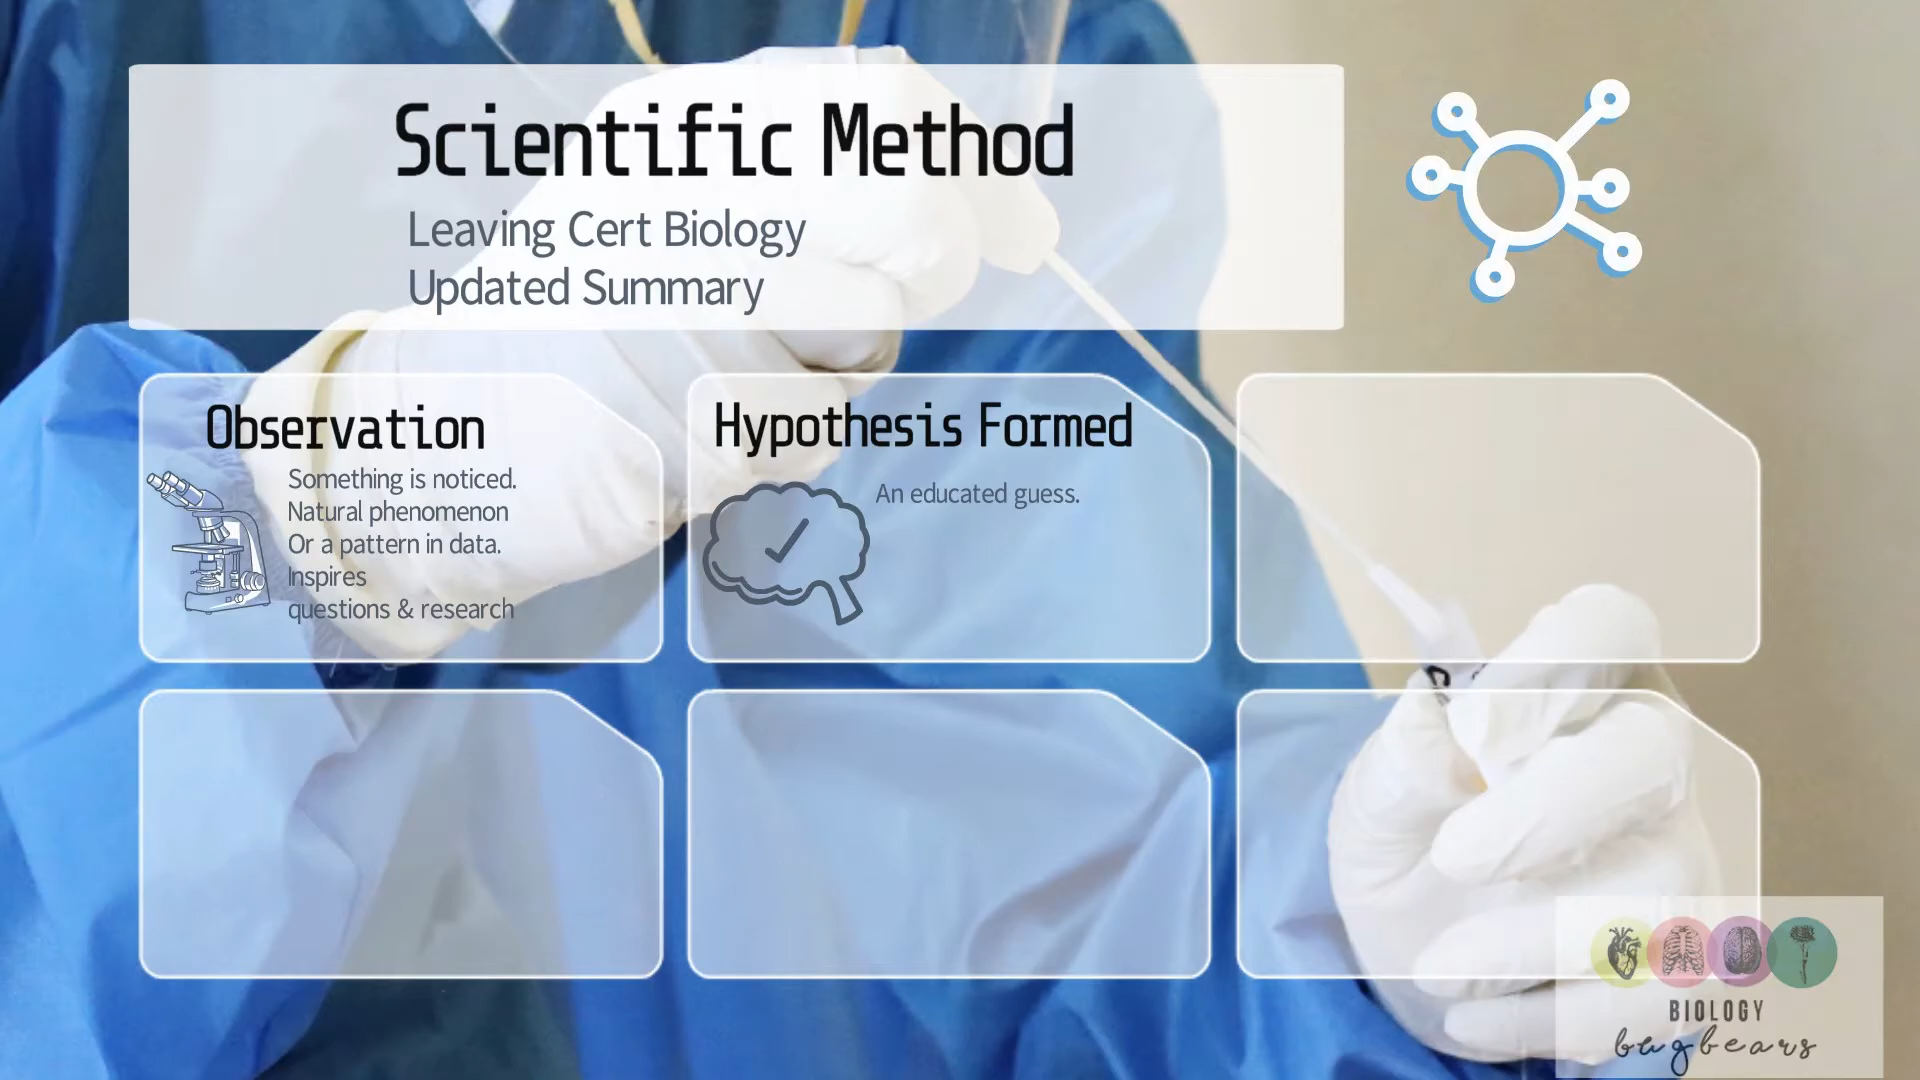 Scientific Method
Leaving Cert Biology
Updated Summary
Observation
Something is noticed.
Natural phenomenon
Or a pattern in data.
Inspires
questions & research
Hypothesis Formed
An educated guess.
BIOLOGY
bugbears